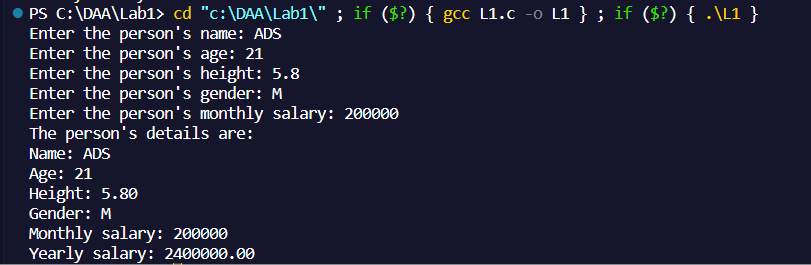 PS C:\DAA\Lab1> cd "c:\DAA\Lab1\" ; if ($?) { gcc L1.c -o L1 } ; if ($?) { .\L1 }
Enter the person's name: ADS
Enter the person's age: 21
Enter the person's height: 5.8
Enter the person's gender: M
Enter the person's monthly salary: 200000
The person's details are:
Name: ADS
Age: 21
Height: 5.80
Gender: M
Monthly salary: 200000
Yearly salary: 2400000.00